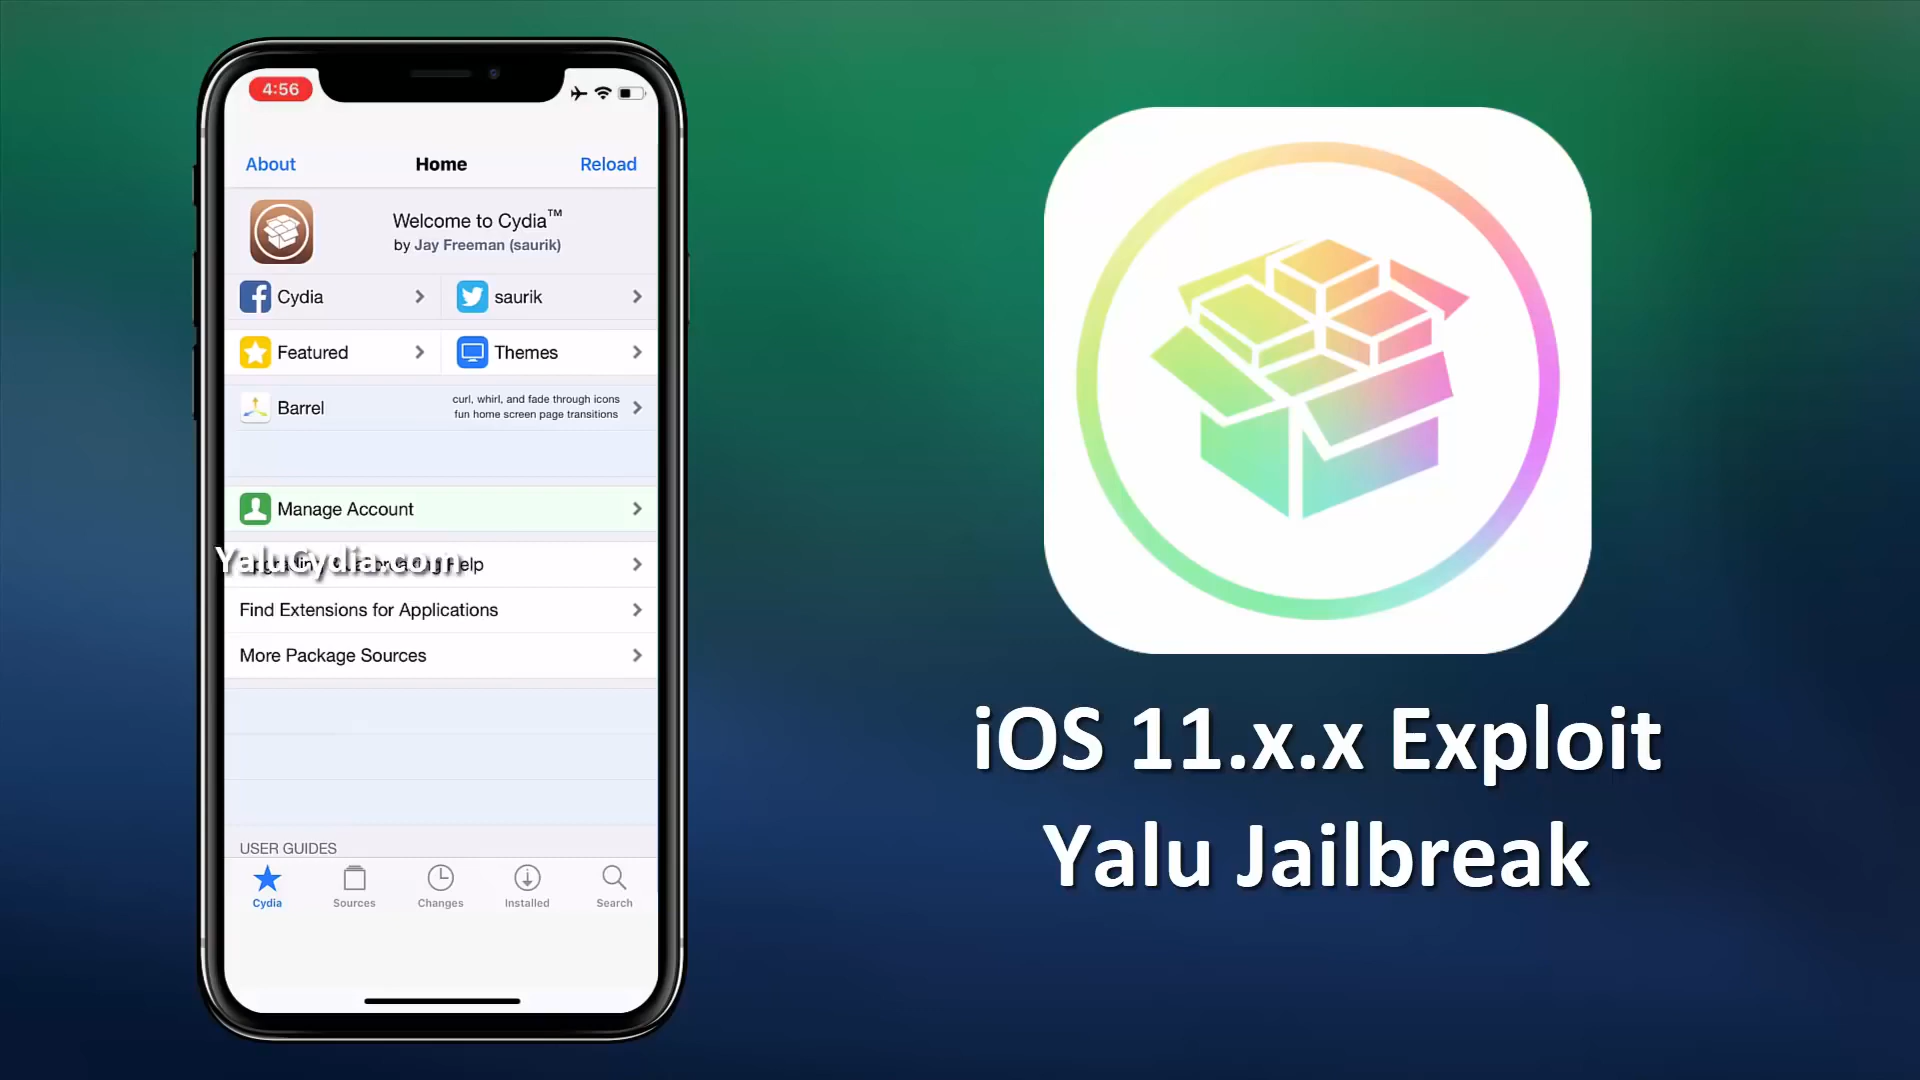 4:56
About
Home
Reload
Welcome to Cydia™
by Jay Freeman (saurik)
Cydia
saurik
Featured
Themes
Barrel
curl, whirl, and fade through icons
fun home screen page transitions
Manage Account
YaluCydia.com
Help
Find Extensions for Applications
More Package Sources
USER GUIDES
Cydia
Sources
Changes
Installed
Search
iOS 11.x.x Exploit
Yalu Jailbreak